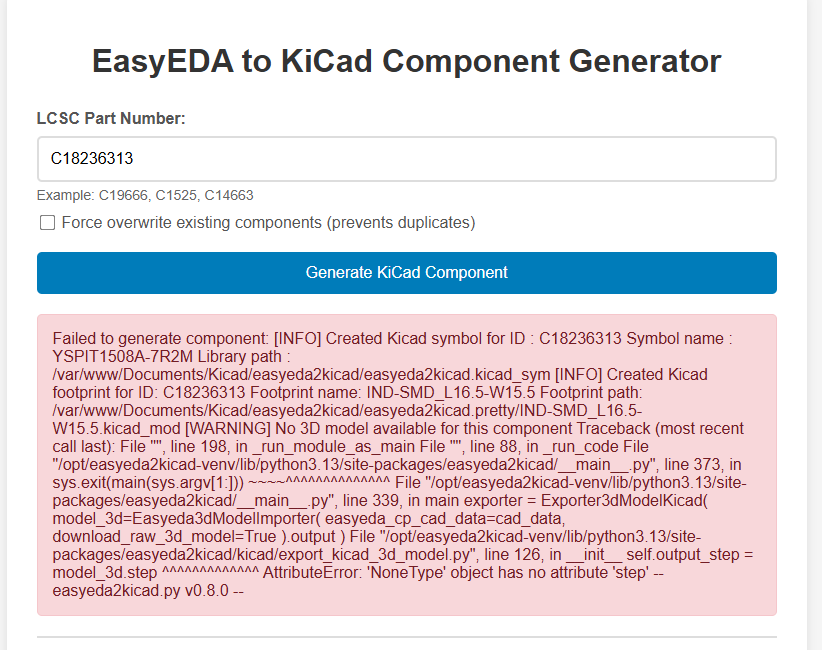 EasyEDA to KiCad Component Generator
LCSC Part Number:
C18236313
Example: C19666, C1525, C14663
Force overwrite existing components (prevents duplicates)
Generate KiCad Component
Failed to generate component: [INFO] Created Kicad symbol for ID : C18236313 Symbol name :
YSPIT1508A-7R2M Library path :
/var/www/Documents/Kicad/easyeda2kicad/easyeda2kicad.kicad_sym [INFO] Created Kicad
footprint for ID: C18236313 Footprint name: IND-SMD_L16.5-W15.5 Footprint path:
/var/www/Documents/Kicad/easyeda2kicad/easyeda2kicad.pretty/IND-SMD_L16.5-
W15.5.kicad_mod [WARNING] No 3D model available for this component Traceback (most recent
call last): File "", line 198, in _run_module_as_main File "", line 88, in _run_code File
"/opt/easyeda2kicad-venv/lib/python3.13/site-packages/easyeda2kicad/__main__.py", line 373, in
sys.exit(main(sys.argv[1:])) ~~~~^^^^^^^^^^^^^^ File "/opt/easyeda2kicad-venv/lib/python3.13/site-
packages/easyeda2kicad/__main__.py", line 339, in main exporter = Exporter3dModelKicad(
model_3d=Easyeda3dModelImporter( easyeda_cp_cad_data=cad_data,
download_raw_3d_model=True ).output ) File "/opt/easyeda2kicad-venv/lib/python3.13/site-
packages/easyeda2kicad/kicad/export_kicad_3d_model.py", line 126, in __init__ self.output_step =
model_3d.step ^^^^^^^^^^^^^ AttributeError: 'NoneType' object has no attribute 'step' --
easyeda2kicad.py v0.8.0 --